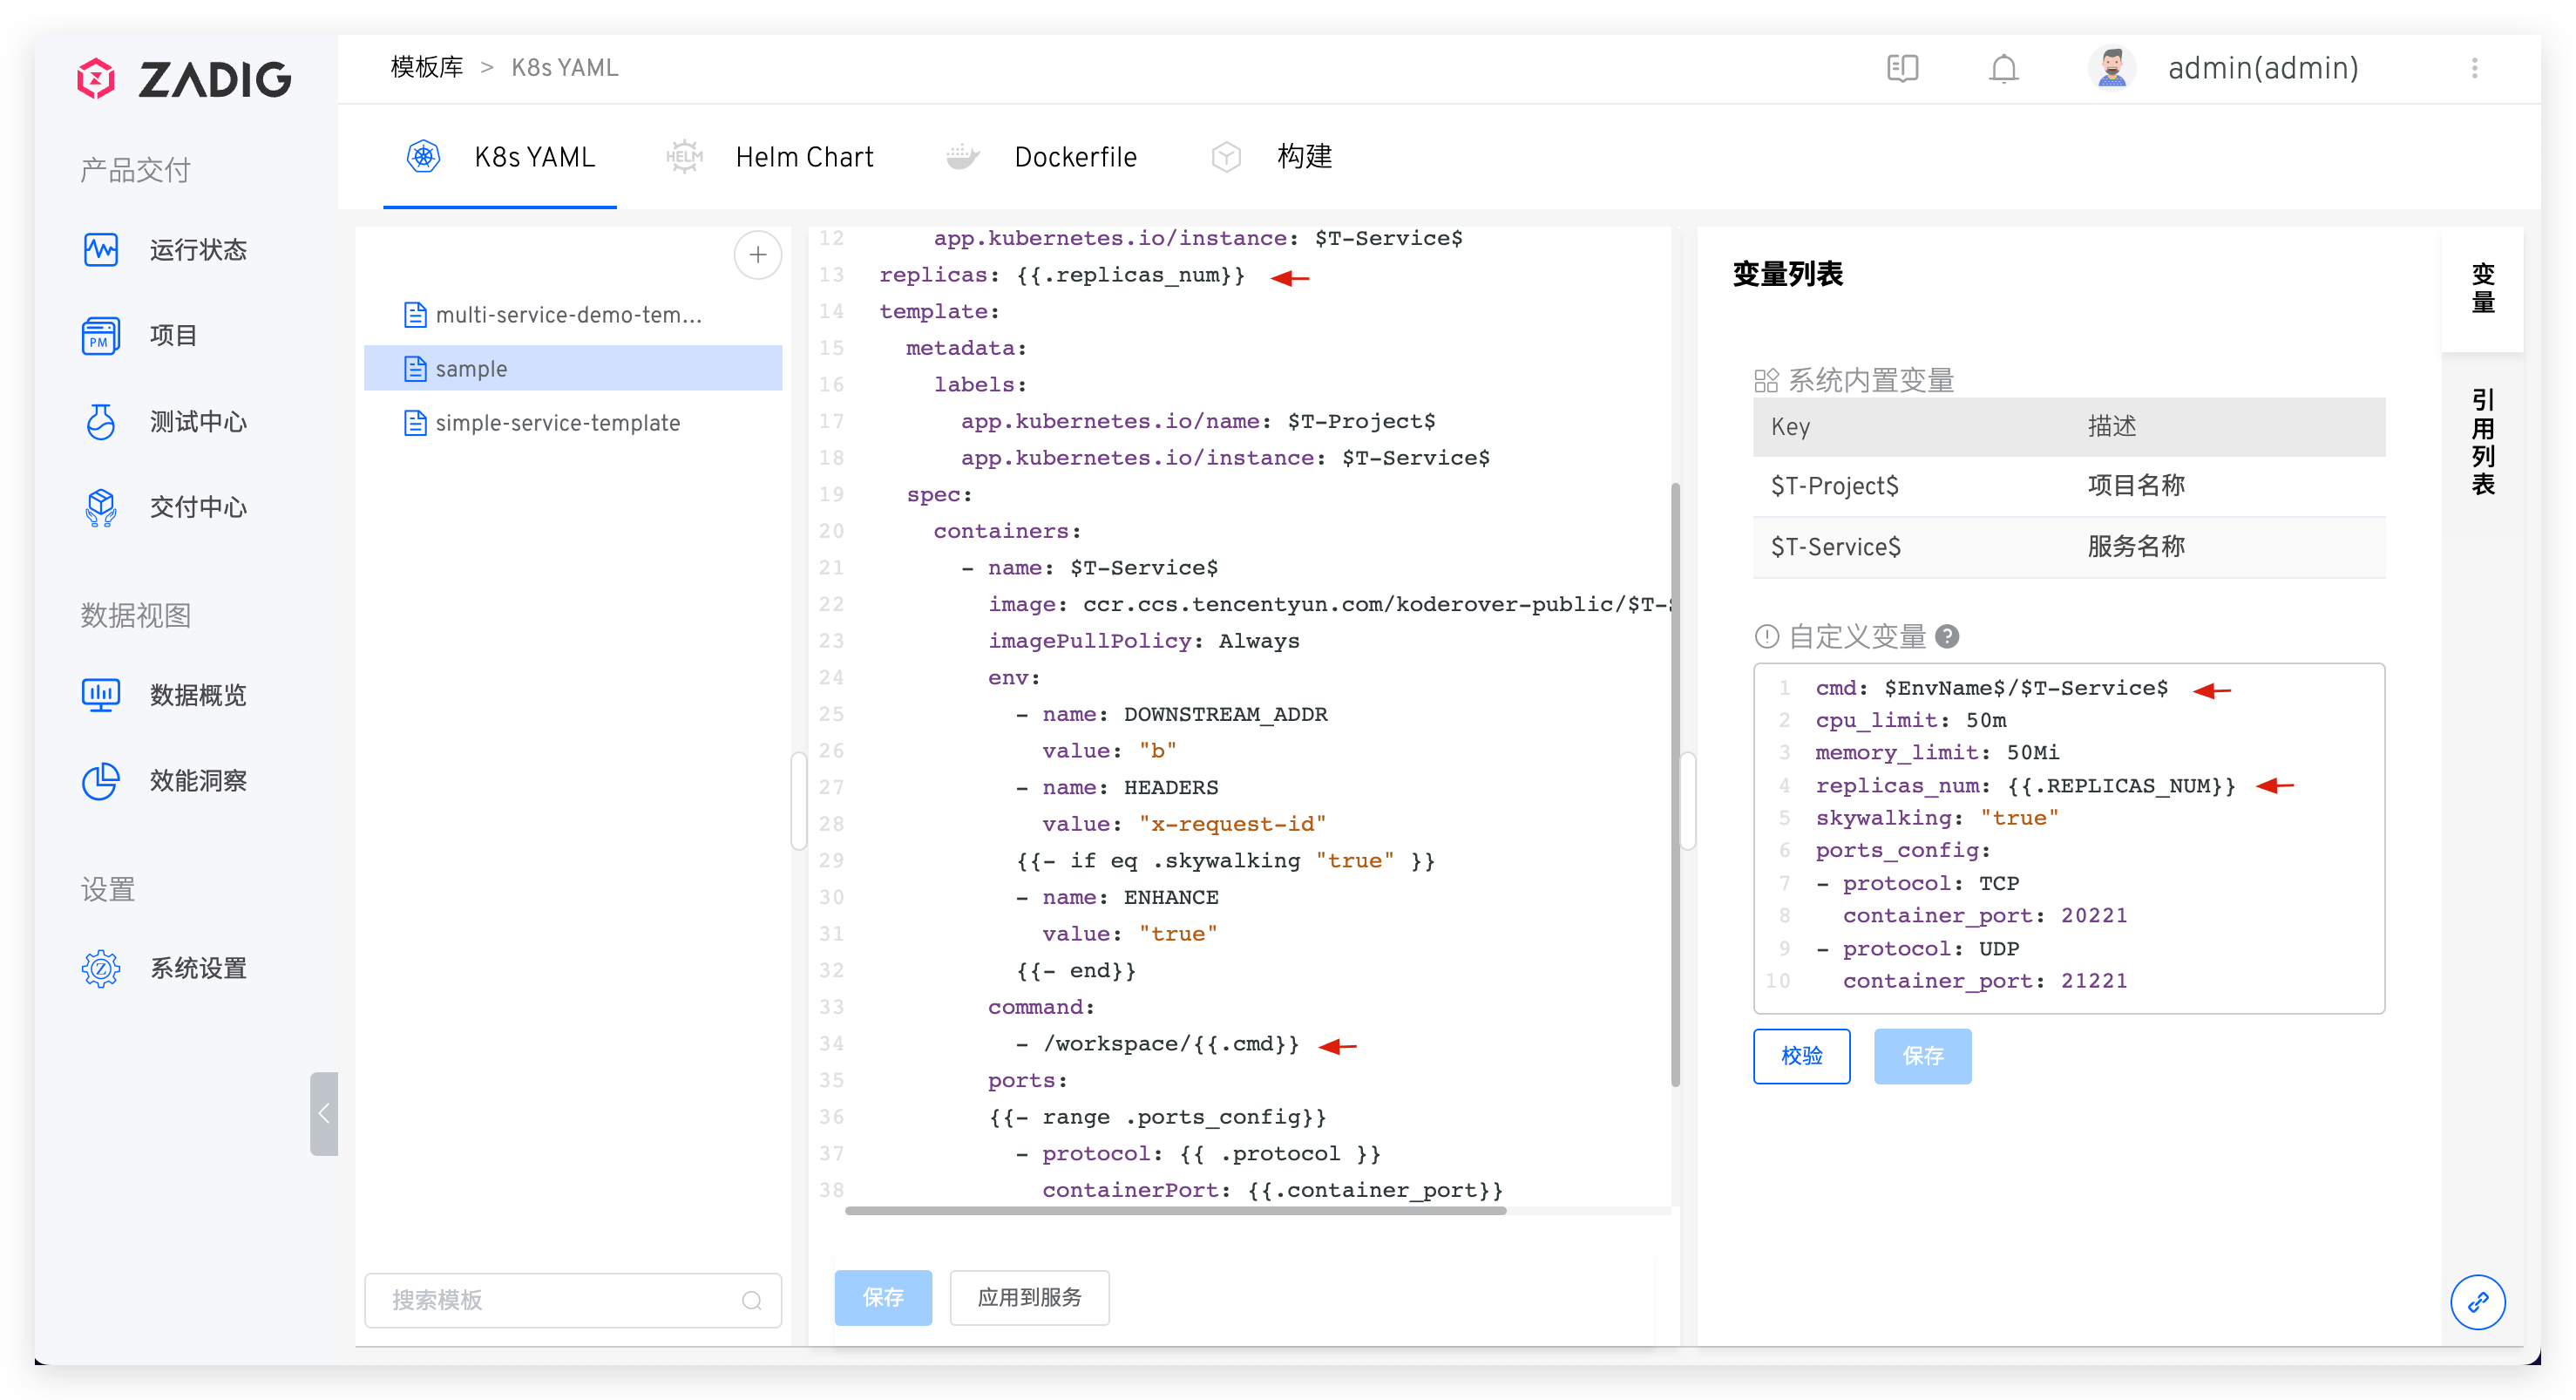 ZADIG
产品交付
运行状态
项目
测试中心
交付中心
数据视图
数据概览
效能洞察
设置
系统设置
模板库 > K8s YAML
admin(admin)
K8s YAML
Helm Chart
Dockerfile
构建
multi-service-demo-tem...
sample
simple-service-template
搜索模板
12 app.kubernetes.io/instance: $T-Service$
13 replicas: {{.replicas_num}}
14 template:
15 metadata:
16 labels:
17 app.kubernetes.io/name: $T-Project$
18 app.kubernetes.io/instance: $T-Service$
19 spec:
20 containers:
21 - name: $T-Service$
22 image: ccr.ccs.tencentyun.com/koderover-public/$T-
23 imagePullPolicy: Always
24 env:
25 - name: DOWNSTREAM_ADDR
26 value: "b"
27 - name: HEADERS
28 value: "x-request-id"
29 {{- if eq .skywalking "true" }}
30 - name: ENHANCE
31 value: "true"
32 {{- end}}
33 command:
34 - /workspace/{{.cmd}}
35 ports:
36 {{- range .ports_config}}
37 - protocol: {{ .protocol }}
38 containerPort: {{.container_port}}
保存
应用到服务
变量列表
系统内置变量
Key 描述
$T-Project$ 项目名称
$T-Service$ 服务名称
自定义变量
1 cmd: $EnvName$/$T-Service$
2 cpu_limit: 50m
3 memory_limit: 50Mi
4 replicas_num: {{.REPLICAS_NUM}}
5 skywalking: "true"
6 ports_config:
7 - protocol: TCP
8 container_port: 20221
9 - protocol: UDP
10 container_port: 21221
校验
保存
变量
引用列表